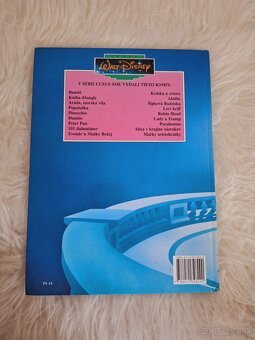 WALT DISNEY
V SÉRII LUXUS SME VYDALI TIETO KNIHY:
Bambi
Kniha džunglí
Ariela, morská víla
Popoluška
Pinocchio
Dumbo
Peter Pan
101 dalmatíncov
Zvonár u Matky Božej
Kráska a zviera
Aladin
Šípková Ruženka
Leví kráľ
Robin Hood
Lady a Tramp
Pocahontas
Alica v krajine zázrakov
Mačky aristokratky
TN 14